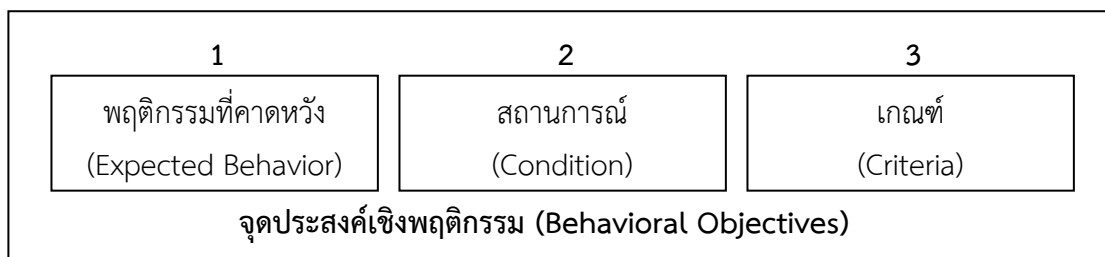 1 2 3
พฤติกรรมที่คาดหวัง สถานการณ์ เกณฑ์
(Expected Behavior) (Condition) (Criteria)
จุดประสงค์เชิงพฤติกรรม (Behavioral Objectives)